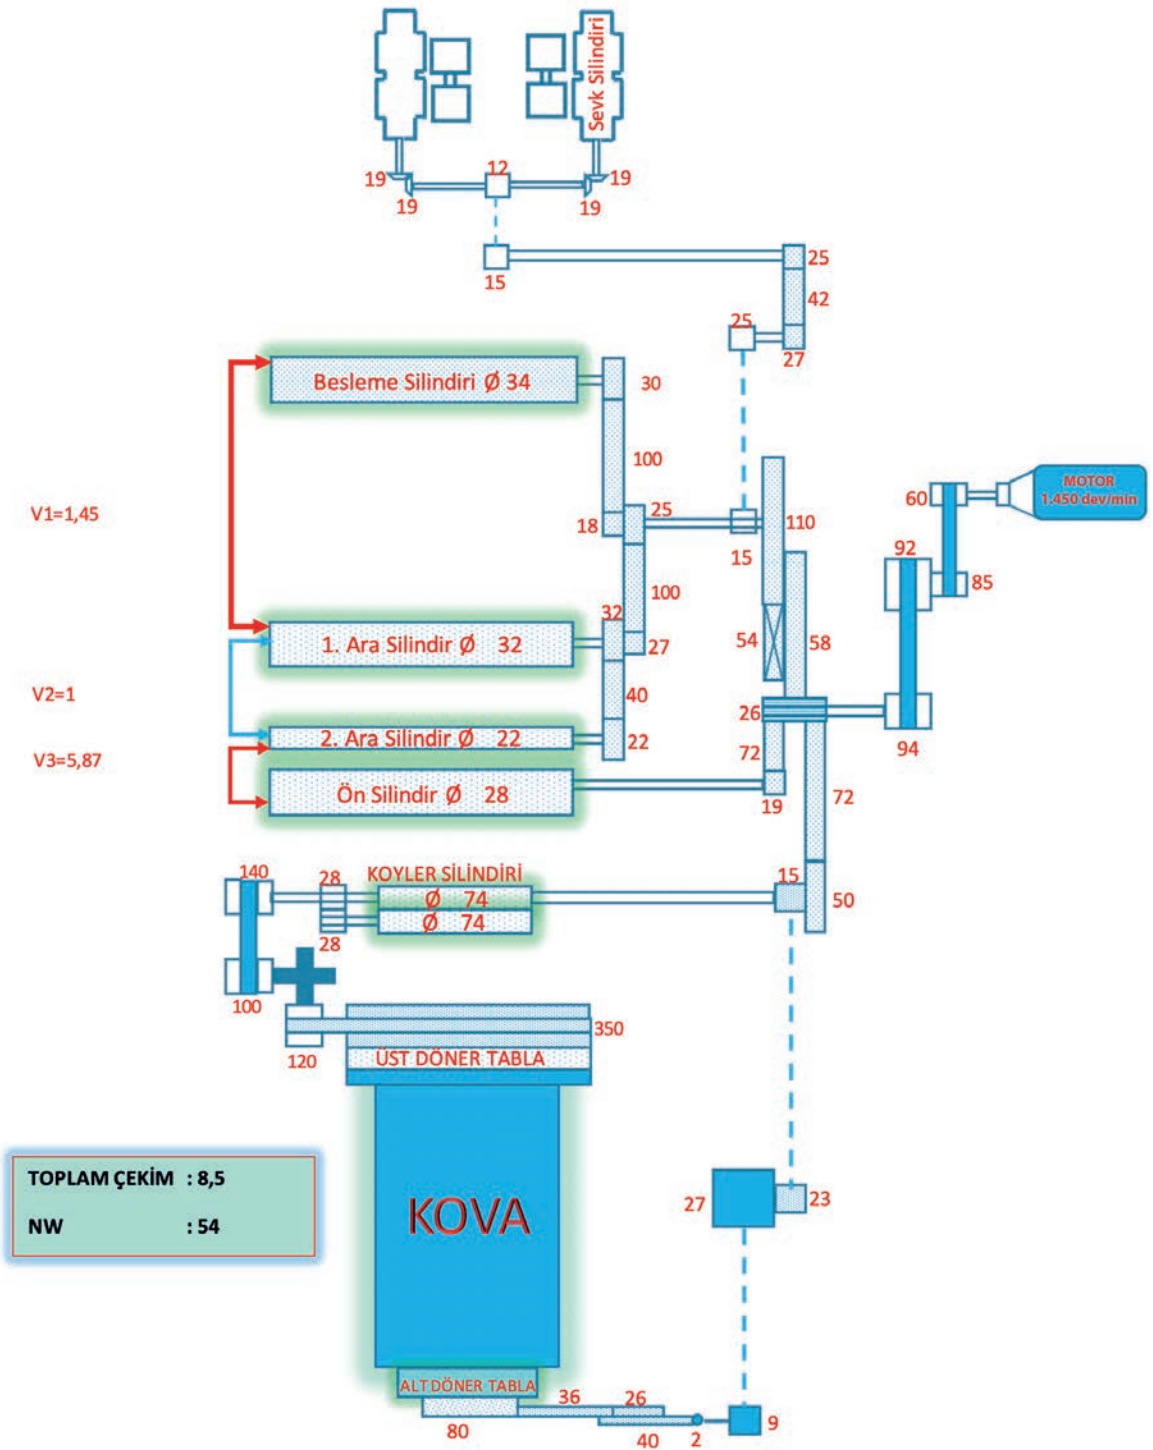 Sevk Silindiri
19
12
19
19
19
15
25
42
25
27
Besleme Silindiri Ø 34
30
100
25
18
15
110
MOTOR
1.450 dev/min
60
92
85
V1=1,45
100
32
1. Ara Silindir Ø 32
27
54
58
V2=1
40
26
2. Ara Silindir Ø 22
22
94
V3=5,87
72
Ön Silindir Ø 28
19
72
140
28
KOYLER SİLİNDİRİ
Ø 74
Ø 74
28
15
50
100
120
350
ÜST DÖNER TABLA
TOPLAM ÇEKİM : 8,5
NW : 54
KOVA
27
23
ALT DÖNER TABLA
36
26
80
40
2
9